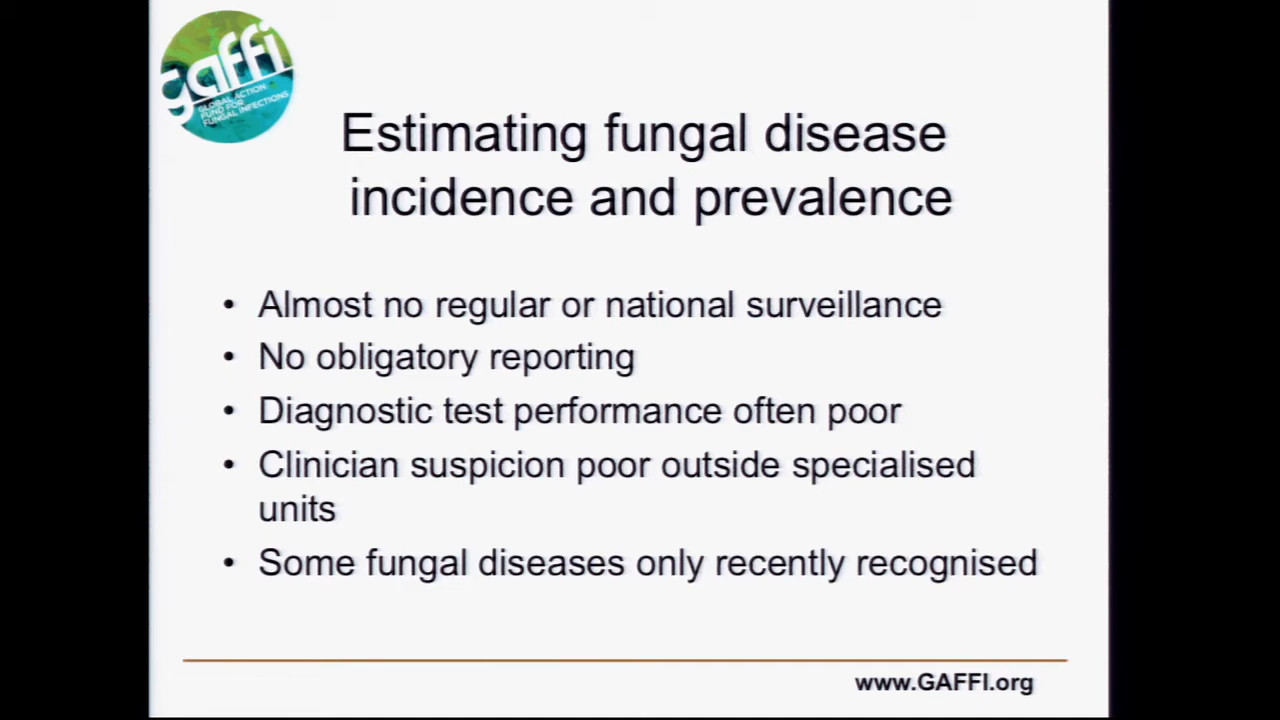 gaffi
GLOBAL ACTION
FUND FOR
FUNGAL INFECTIONS
Estimating fungal disease
incidence and prevalence
• Almost no regular or national surveillance
• No obligatory reporting
• Diagnostic test performance often poor
• Clinician suspicion poor outside specialised
units
• Some fungal diseases only recently recognised
www.GAFFI.org